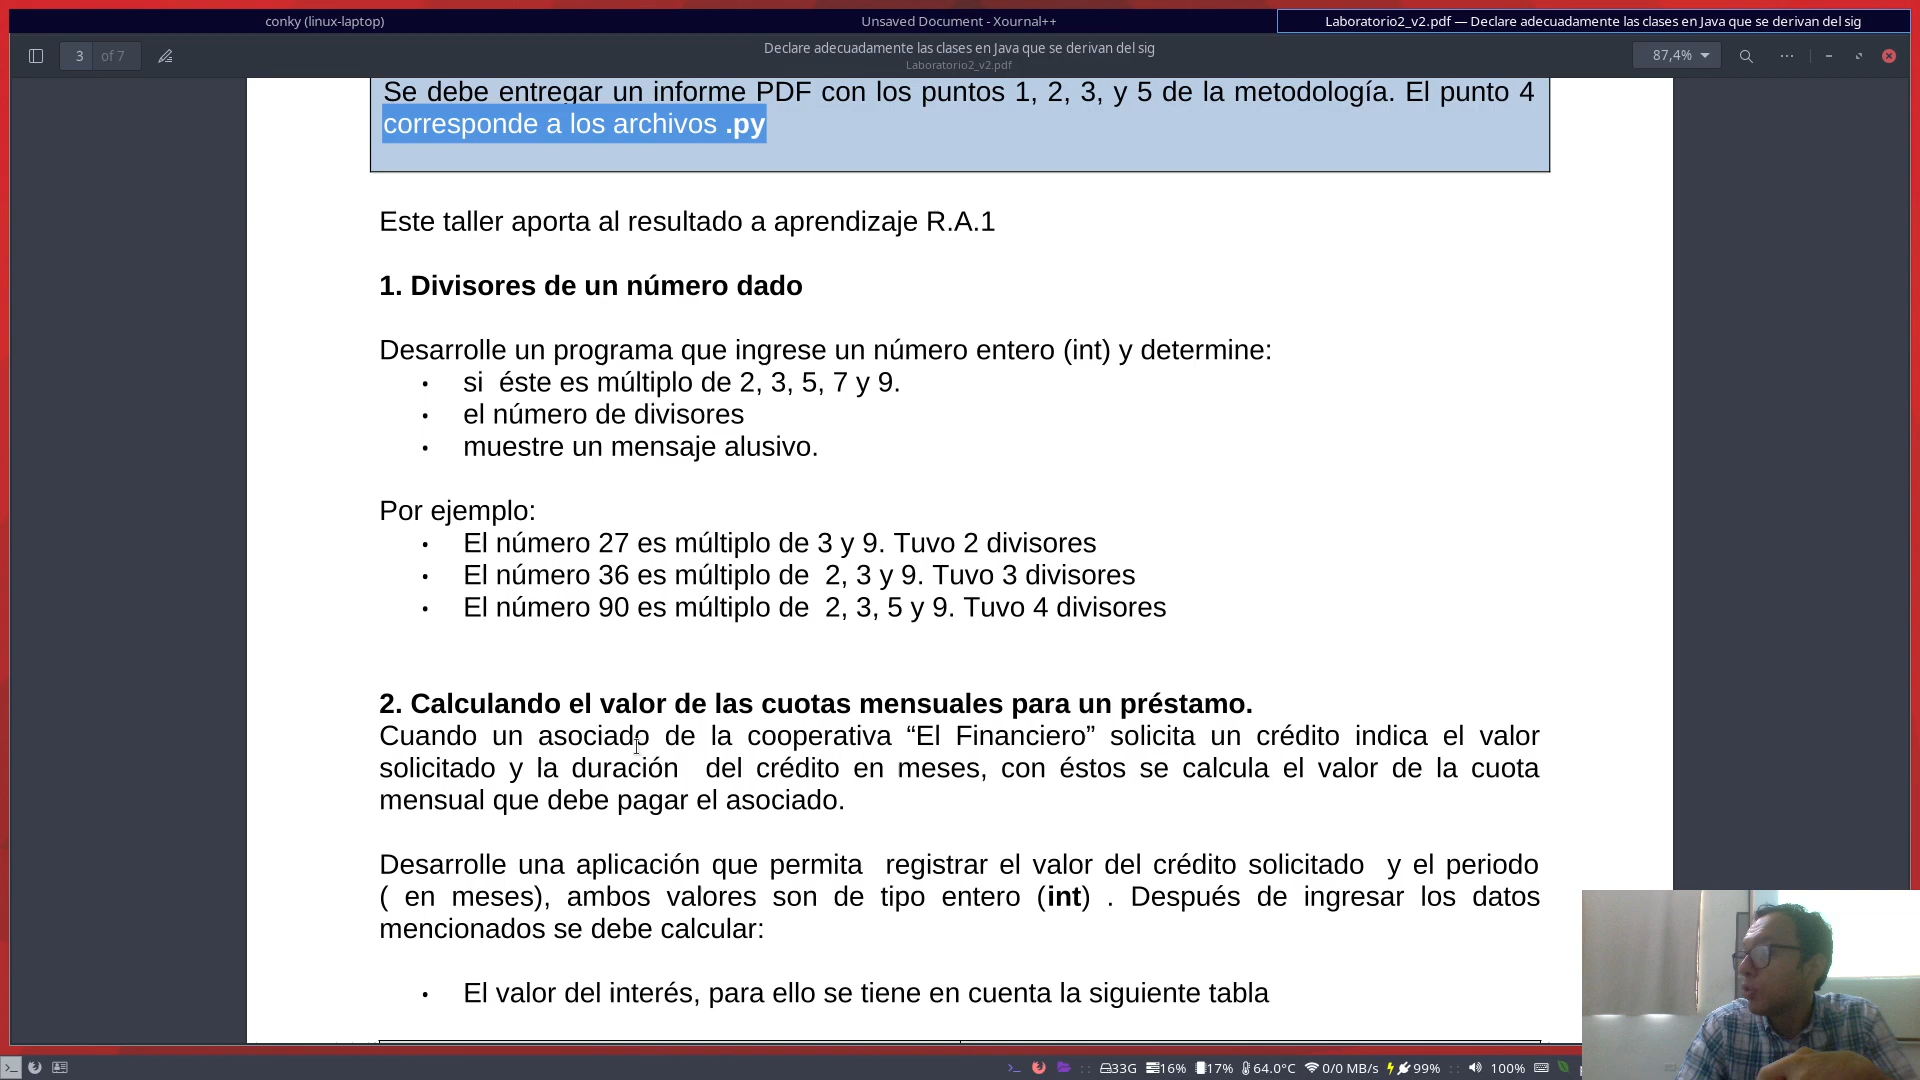 conky (linux-laptop)
Unsaved Document - Xournal++
Laboratorio2_v2.pdf — Declare adecuadamente las clases en Java que se derivan del sig
3 of 7
Declare adecuadamente las clases en Java que se derivan del sig
Laboratorio2_v2.pdf
87,4%
Se debe entregar un informe PDF con los puntos 1, 2, 3, y 5 de la metodología. El punto 4
corresponde a los archivos .py
Este taller aporta al resultado a aprendizaje R.A.1
1. Divisores de un número dado
Desarrolle un programa que ingrese un número entero (int) y determine:
• si éste es múltiplo de 2, 3, 5, 7 y 9.
• el número de divisores
• muestre un mensaje alusivo.
Por ejemplo:
• El número 27 es múltiplo de 3 y 9. Tuvo 2 divisores
• El número 36 es múltiplo de 2, 3 y 9. Tuvo 3 divisores
• El número 90 es múltiplo de 2, 3, 5 y 9. Tuvo 4 divisores
2. Calculando el valor de las cuotas mensuales para un préstamo.
Cuando un asociado de la cooperativa “El Financiero” solicita un crédito indica el valor
solicitado y la duración del crédito en meses, con éstos se calcula el valor de la cuota
mensual que debe pagar el asociado.
Desarrolle una aplicación que permita registrar el valor del crédito solicitado y el periodo
( en meses), ambos valores son de tipo entero (int) . Después de ingresar los datos
mencionados se debe calcular:
• El valor del interés, para ello se tiene en cuenta la siguiente tabla
33G 16% 17% 64.0°C 0/0 MB/s 99% 100%